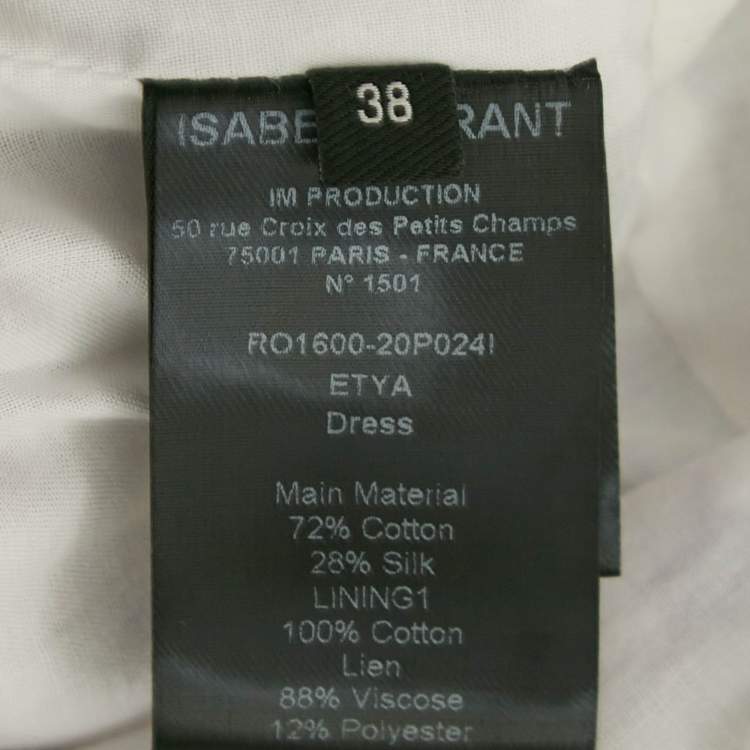 38
ISABE RANT
IM PRODUCTION
50 rue Croix des Petits Champs
75001 PARIS - FRANCE
N° 1501
RO1600-20P024I
ETYA
Dress
Main Material
72% Cotton
28% Silk
LINING1
100% Cotton
Lien
88% Viscose
12% Polyester